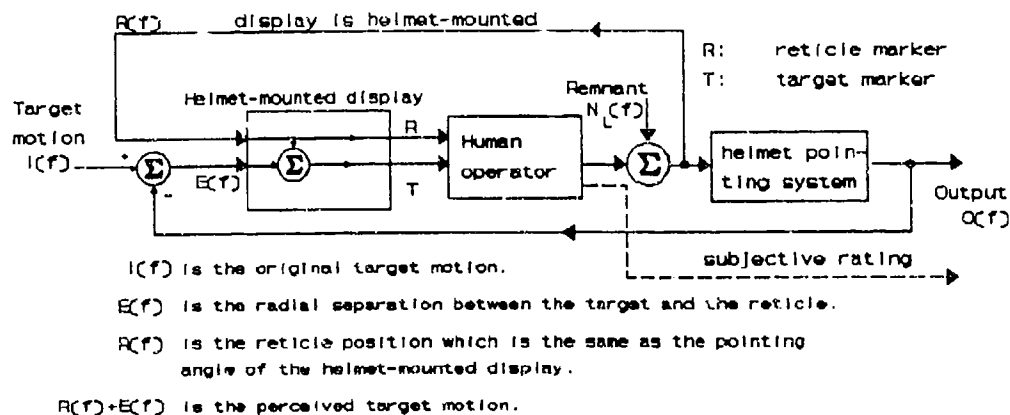 R(f) display is helmet-mounted
R: reticle marker
T: target marker
Target motion I(f)
Helmet-mounted display
Remnant N_L(f)
R
T
E(f)
+
-
Σ
Σ
Σ
Human operator
helmet poin-
ting system
Output O(f)
subjective rating
I(f) is the original target motion.
E(f) is the radial separation between the target and the reticle.
R(f) is the reticle position which is the same as the pointing
angle of the helmet-mounted display.
R(f)+E(f) is the perceived target motion.